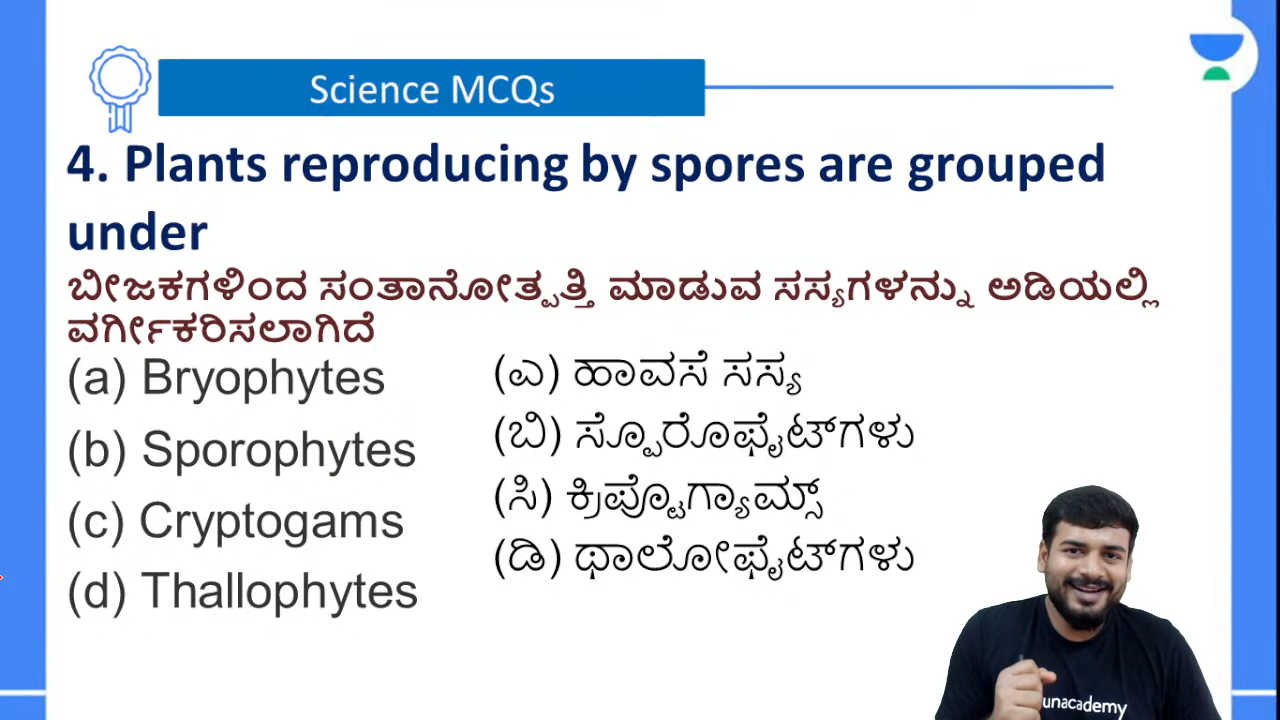 Science MCQs
4. Plants reproducing by spores are grouped
under
ಬೀಜಕಗಳಿಂದ ಸಂತಾನೋತ್ಪತ್ತಿ ಮಾಡುವ ಸಸ್ಯಗಳನ್ನು ಅಡಿಯಲ್ಲಿ
ವರ್ಗೀಕರಿಸಲಾಗಿದೆ
(a) Bryophytes
(b) Sporophytes
(c) Cryptogams
(d) Thallophytes
(ಎ) ಹಾವಸೆ ಸಸ್ಯ
(ಬಿ) ಸ್ಪೊರೊಫೈಟ್‌ಗಳು
(ಸಿ) ಕ್ರಿಪ್ಟೊಗ್ಯಾಮ್ಸ್
(ಡಿ) ಥಾಲೋಫೈಟ್‌ಗಳು
unacademy